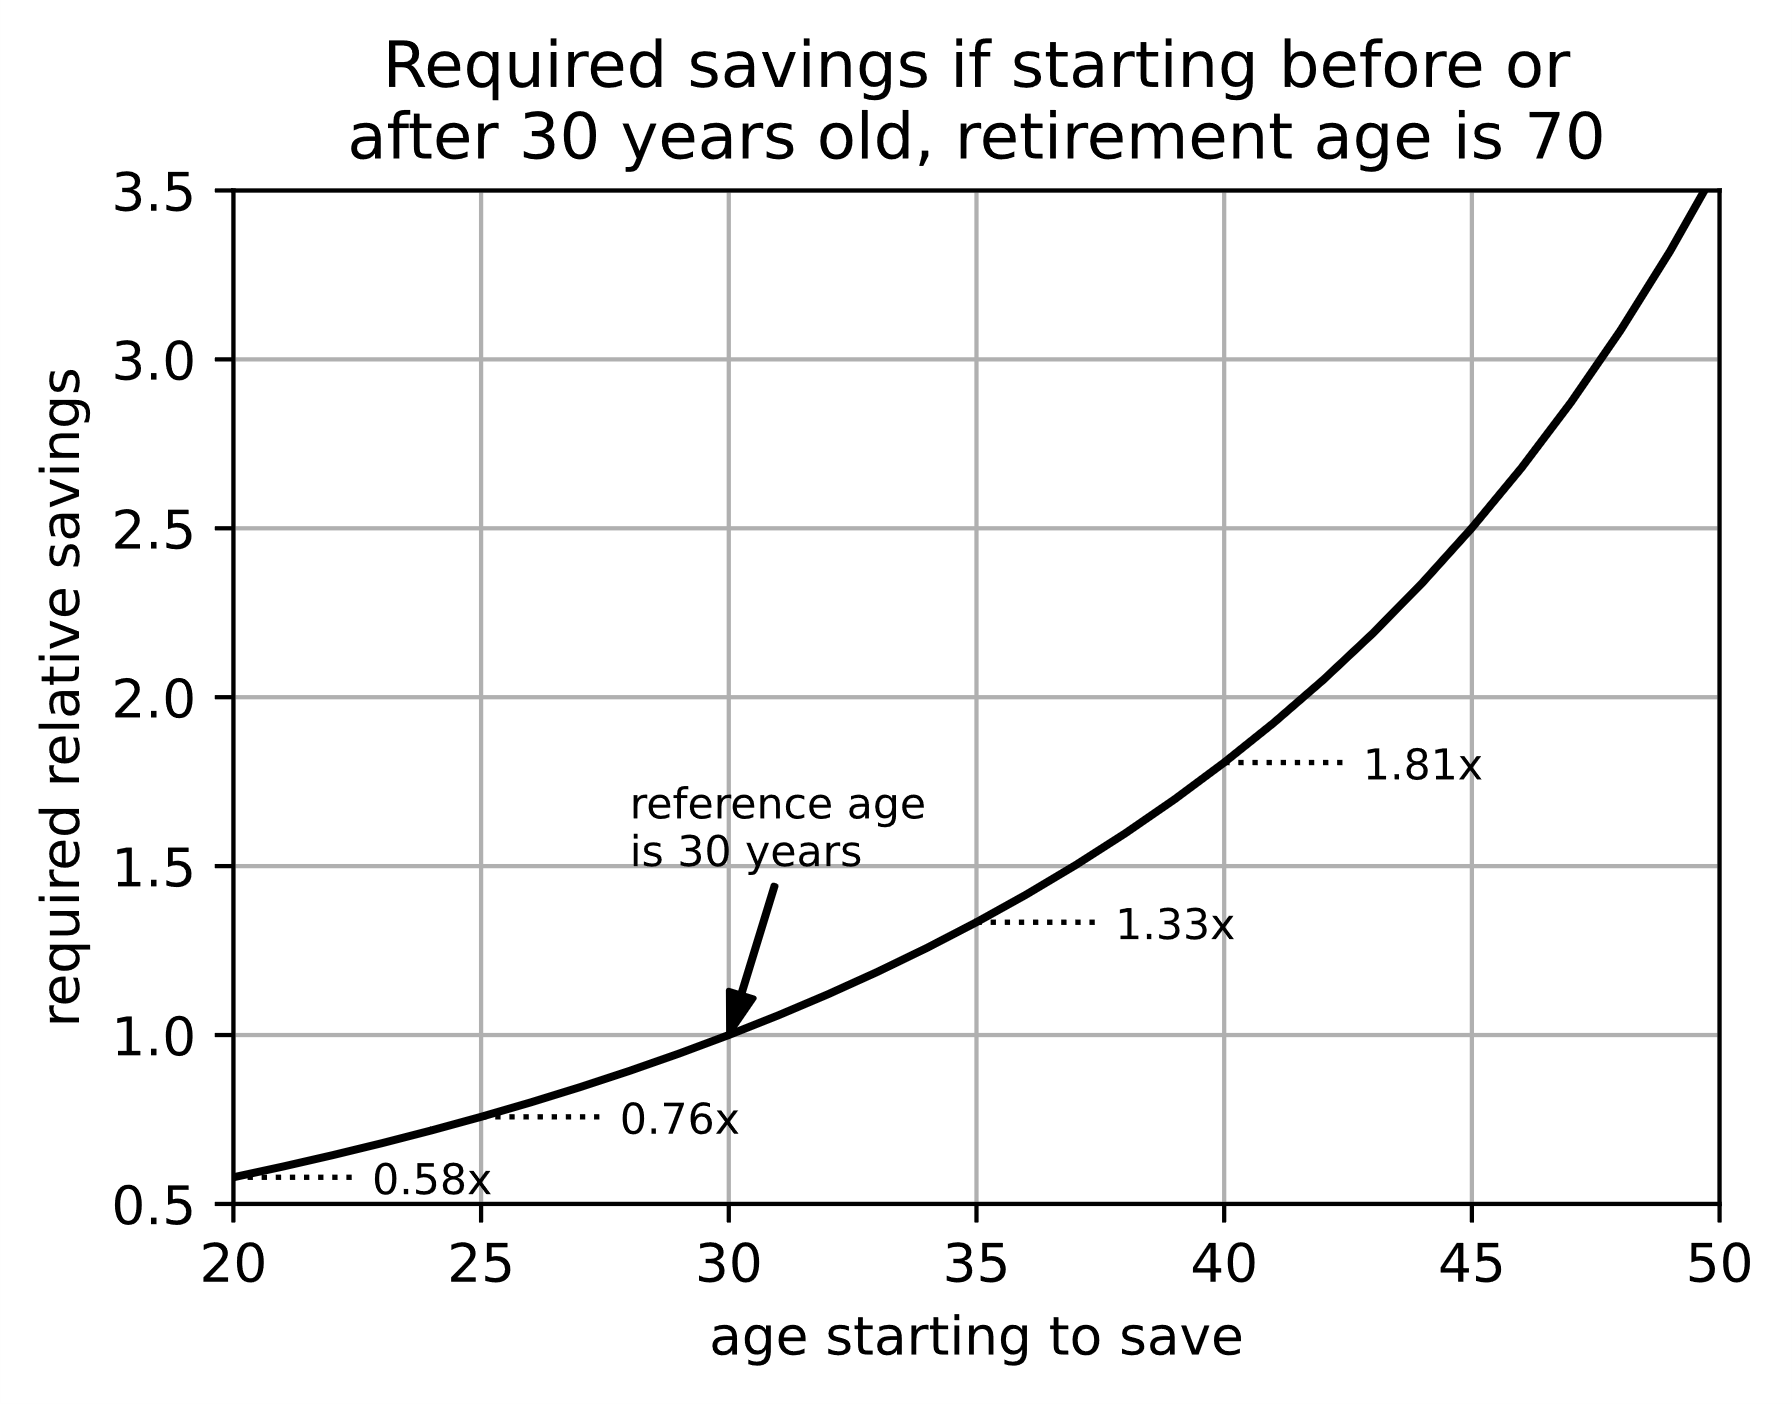 Required savings if starting before or
after 30 years old, retirement age is 70
required relative savings
3.5
3.0
2.5
2.0
1.5
1.0
0.5
reference age
is 30 years
1.81x
1.33x
0.76x
0.58x
20 25 30 35 40 45 50
age starting to save